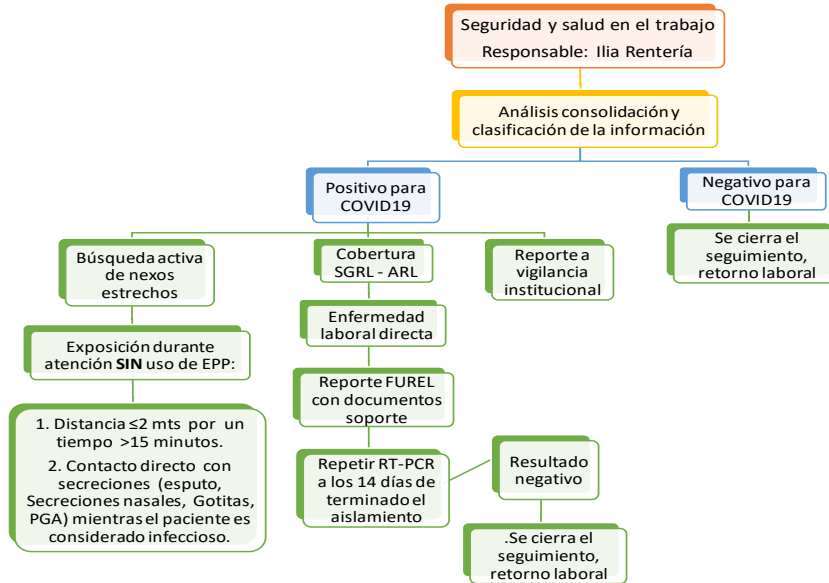 Seguridad y salud en el trabajo
Responsable: Ilia Rentería
Análisis consolidación y
clasificación de la información
Positivo para
COVID19
Negativo para
COVID19
Búsqueda activa
de nexos
estrechos
Cobertura
SGRL - ARL
Reporte a
vigilancia
institucional
Se cierra el
seguimiento,
retorno laboral
Exposición durante
atención SIN uso de EPP:
Enfermedad
laboral directa
1. Distancia ≤2 mts por un
tiempo >15 minutos.
2. Contacto directo con
secreciones (esputo,
Secreciones nasales, Gotitas,
PGA) mientras el paciente es
considerado infeccioso.
Reporte FUREL
con documentos
soporte
Repetir RT-PCR
a los 14 días de
terminado el
aislamiento
Resultado
negativo
.Se cierra el
seguimiento,
retorno laboral